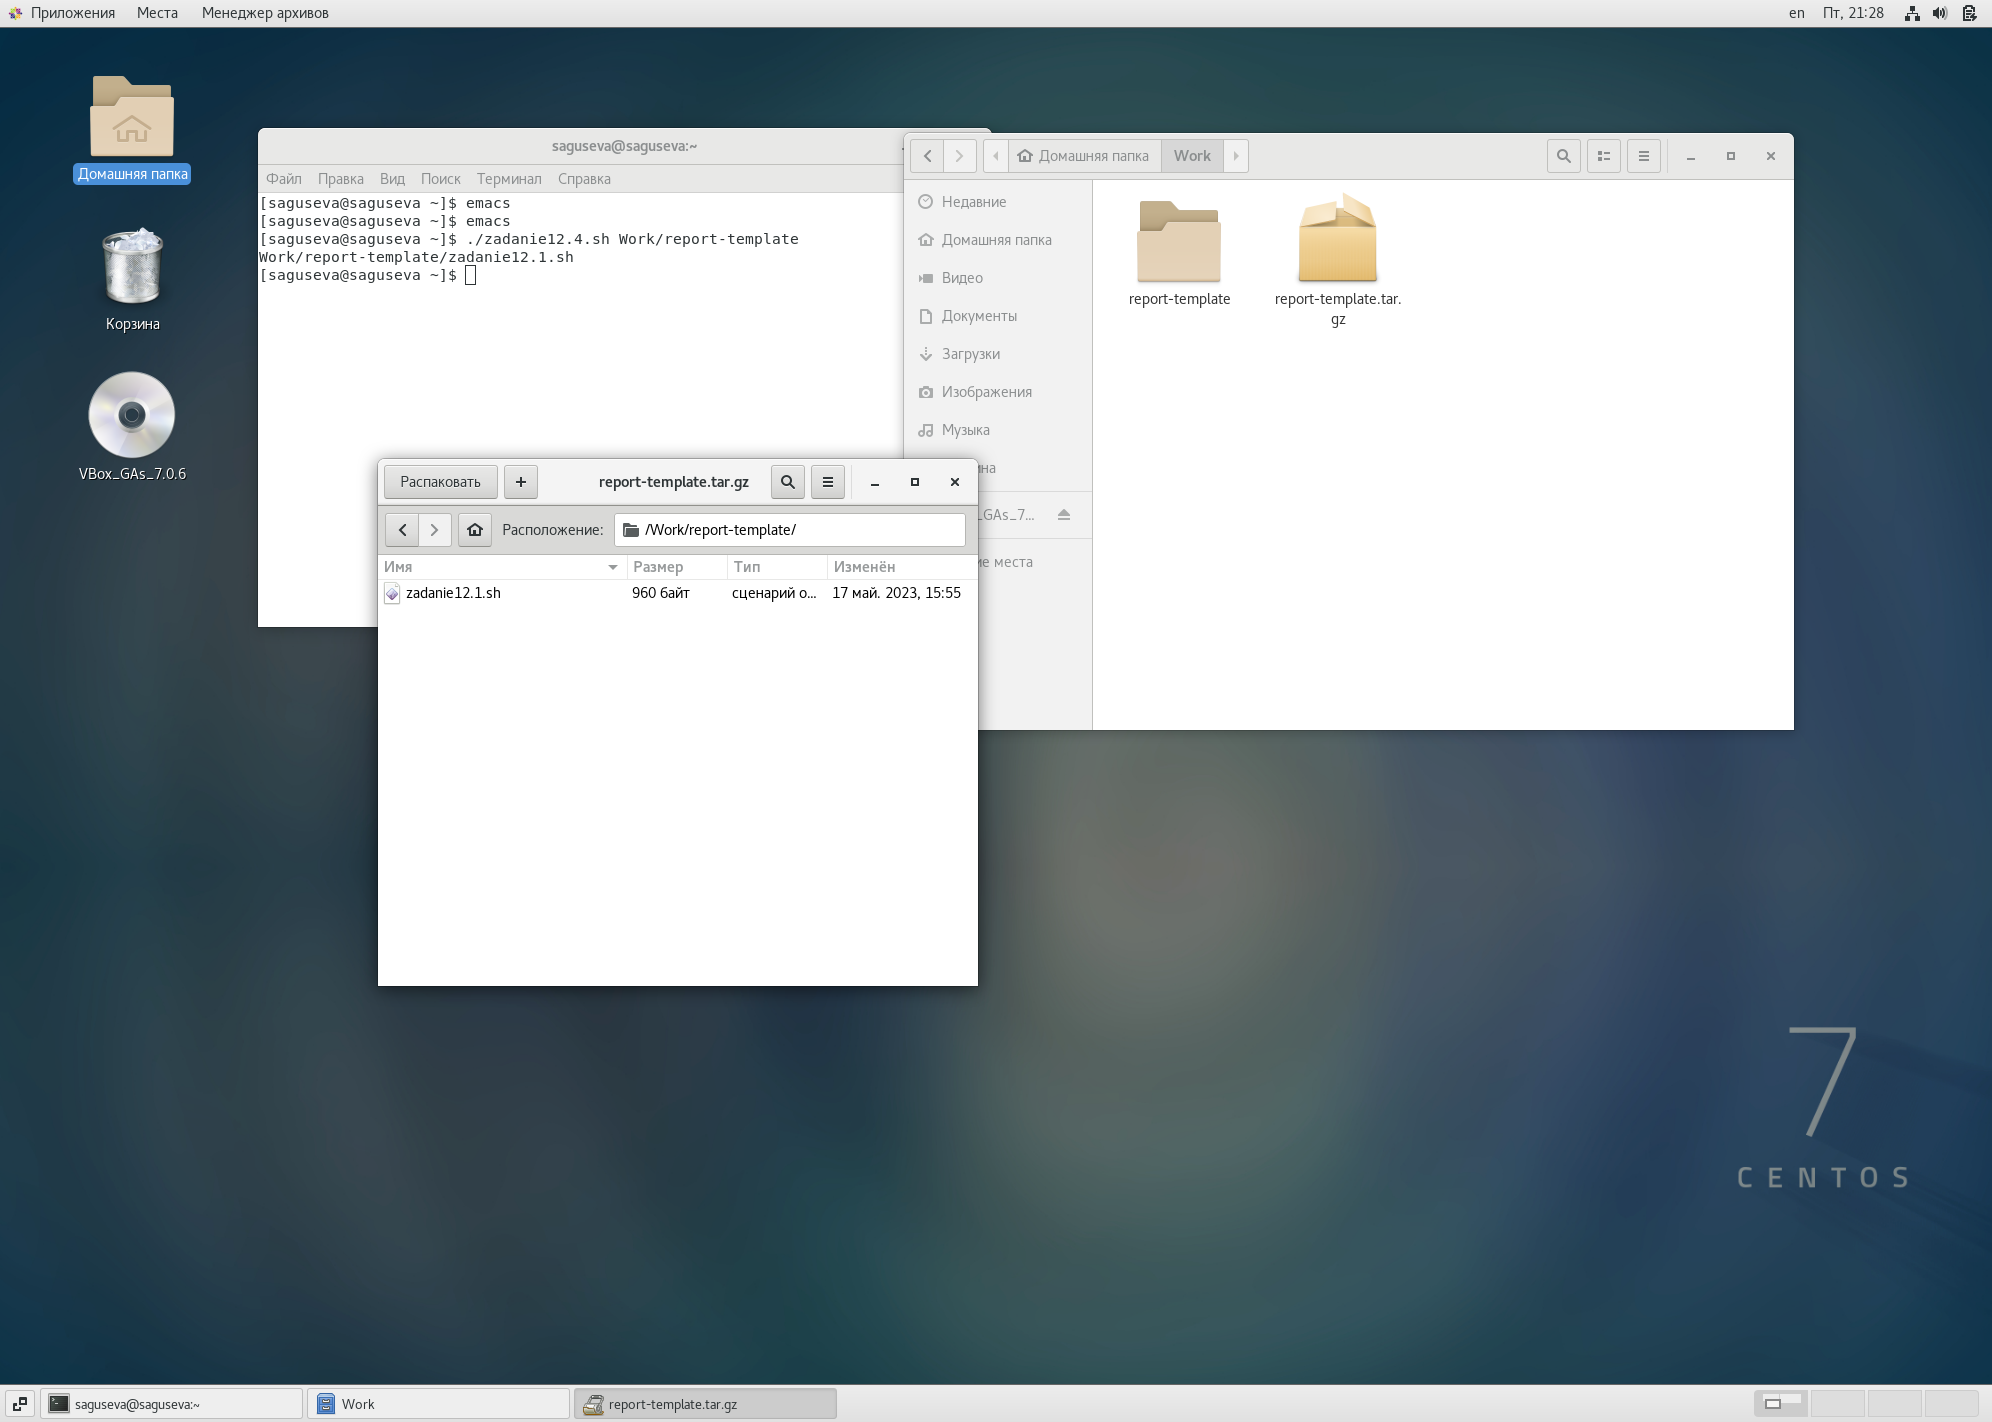 Приложения Места Менеджер архивов en Пт, 21:28
Домашняя папка
Корзина
VBox_GAs_7.0.6
saguseva@saguseva:~
Файл Правка Вид Поиск Терминал Справка
[saguseva@saguseva ~]$ emacs
[saguseva@saguseva ~]$ emacs
[saguseva@saguseva ~]$ ./zadanie12.4.sh Work/report-template
Work/report-template/zadanie12.1.sh
[saguseva@saguseva ~]$
Домашняя папка Work
Недавние
Домашняя папка
Видео
Документы
Загрузки
Изображения
Музыка
ина
_GAs_7...
ие места
report-template
report-template.tar.
gz
Распаковать report-template.tar.gz
Расположение: /Work/report-template/
Имя Размер Тип Изменён
zadanie12.1.sh 960 байт сценарий о... 17 май. 2023, 15:55
7
CENTOS
saguseva@saguseva:~ Work report-template.tar.gz